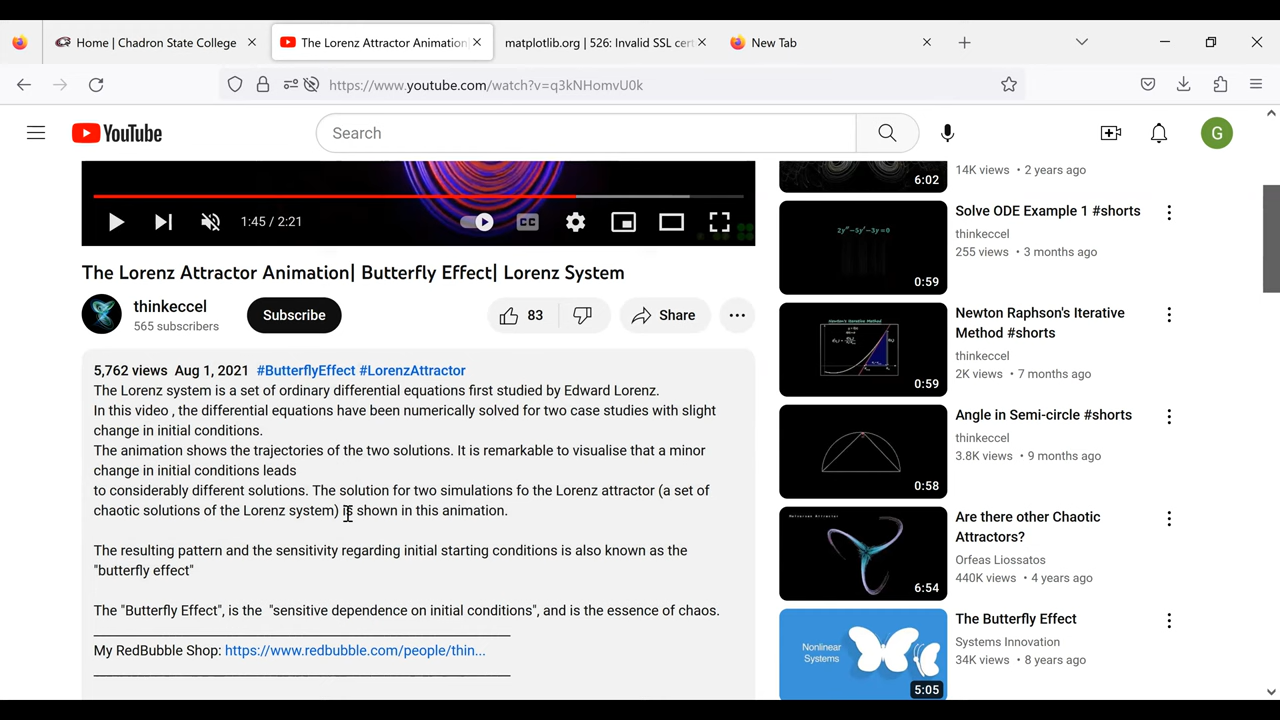 Home | Chadron State College
The Lorenz Attractor Animation
matplotlib.org | 526: Invalid SSL cert
New Tab
https://www.youtube.com/watch?v=q3kNHomvU0k
YouTube
Search
G
6:02
14K views • 2 years ago
1:45 / 2:21
CC
Solve ODE Example 1 #shorts
thinkeccel
255 views • 3 months ago
2y''-5y'-3y=0
0:59
The Lorenz Attractor Animation| Butterfly Effect| Lorenz System
thinkeccel
565 subscribers
Subscribe
83
Share
Newton Raphson's Iterative
Method #shorts
thinkeccel
2K views • 7 months ago
0:59
5,762 views Aug 1, 2021 #ButterflyEffect #LorenzAttractor
The Lorenz system is a set of ordinary differential equations first studied by Edward Lorenz.
In this video , the differential equations have been numerically solved for two case studies with slight
change in initial conditions.
The animation shows the trajectories of the two solutions. It is remarkable to visualise that a minor
change in initial conditions leads
to considerably different solutions. The solution for two simulations fo the Lorenz attractor (a set of
chaotic solutions of the Lorenz system) is shown in this animation.
The resulting pattern and the sensitivity regarding initial starting conditions is also known as the
"butterfly effect"
The "Butterfly Effect", is the "sensitive dependence on initial conditions", and is the essence of chaos.
My RedBubble Shop: https://www.redbubble.com/people/thin...
Angle in Semi-circle #shorts
thinkeccel
3.8K views • 9 months ago
0:58
Are there other Chaotic
Attractors?
Orfeas Liossatos
440K views • 4 years ago
6:54
The Butterfly Effect
Systems Innovation
34K views • 8 years ago
Nonlinear
Systems
5:05